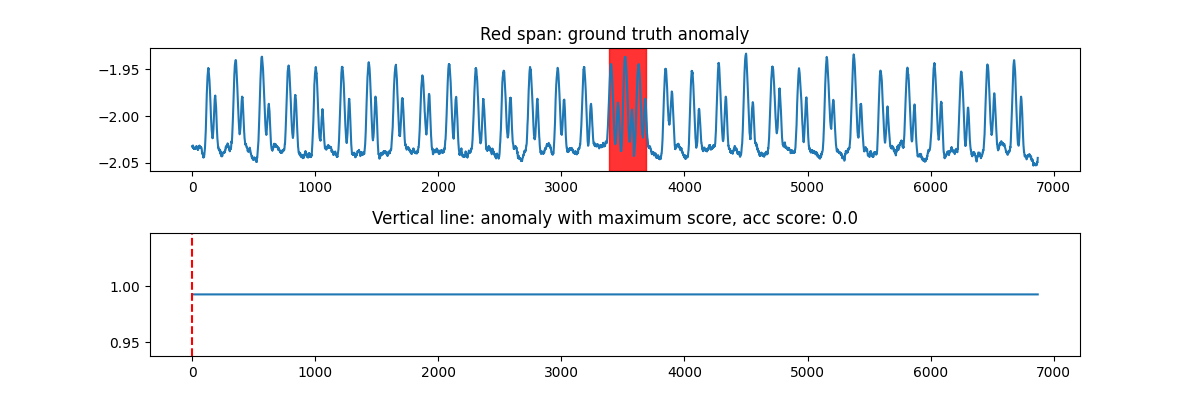 Red span: ground truth anomaly
−1.95
−2.00
−2.05
0 1000 2000 3000 4000 5000 6000 7000
Vertical line: anomaly with maximum score, acc score: 0.0
1.00
0.95
0 1000 2000 3000 4000 5000 6000 7000